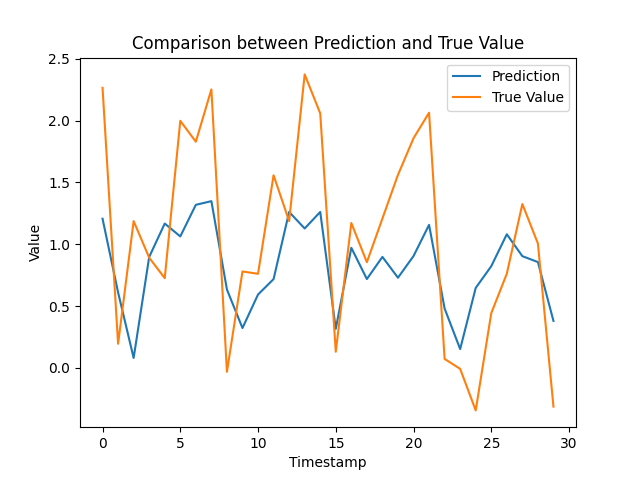 Comparison between Prediction and True Value
Prediction
True Value
2.5
2.0
1.5
1.0
0.5
0.0
Value
0 5 10 15 20 25 30
Timestamp